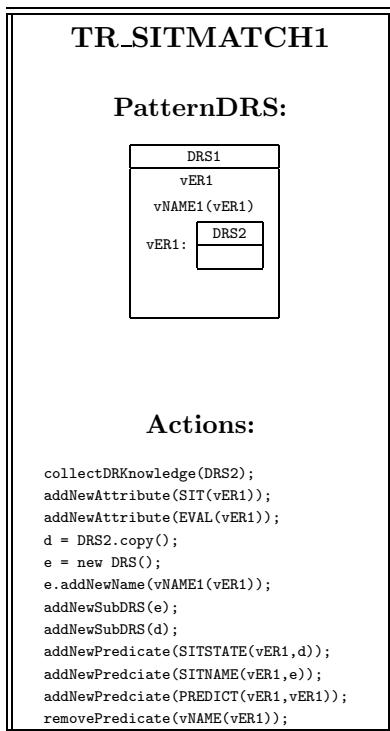 TR_SITMATCH1
PatternDRS:
DRS1
vER1
vNAME1(vER1)
vER1: DRS2
Actions:
collectDRKnowledge(DRS2);
addNewAttribute(SIT(vER1));
addNewAttribute(EVAL(vER1));
d = DRS2.copy();
e = new DRS();
e.addNewName(vNAME1(vER1));
addNewSubDRS(e);
addNewSubDRS(d);
addNewPredicate(SITSTATE(vER1,d));
addNewPredciate(SITNAME(vER1,e));
addNewPredciate(PREDICT(vER1,vER1));
removePredicate(vNAME(vER1));